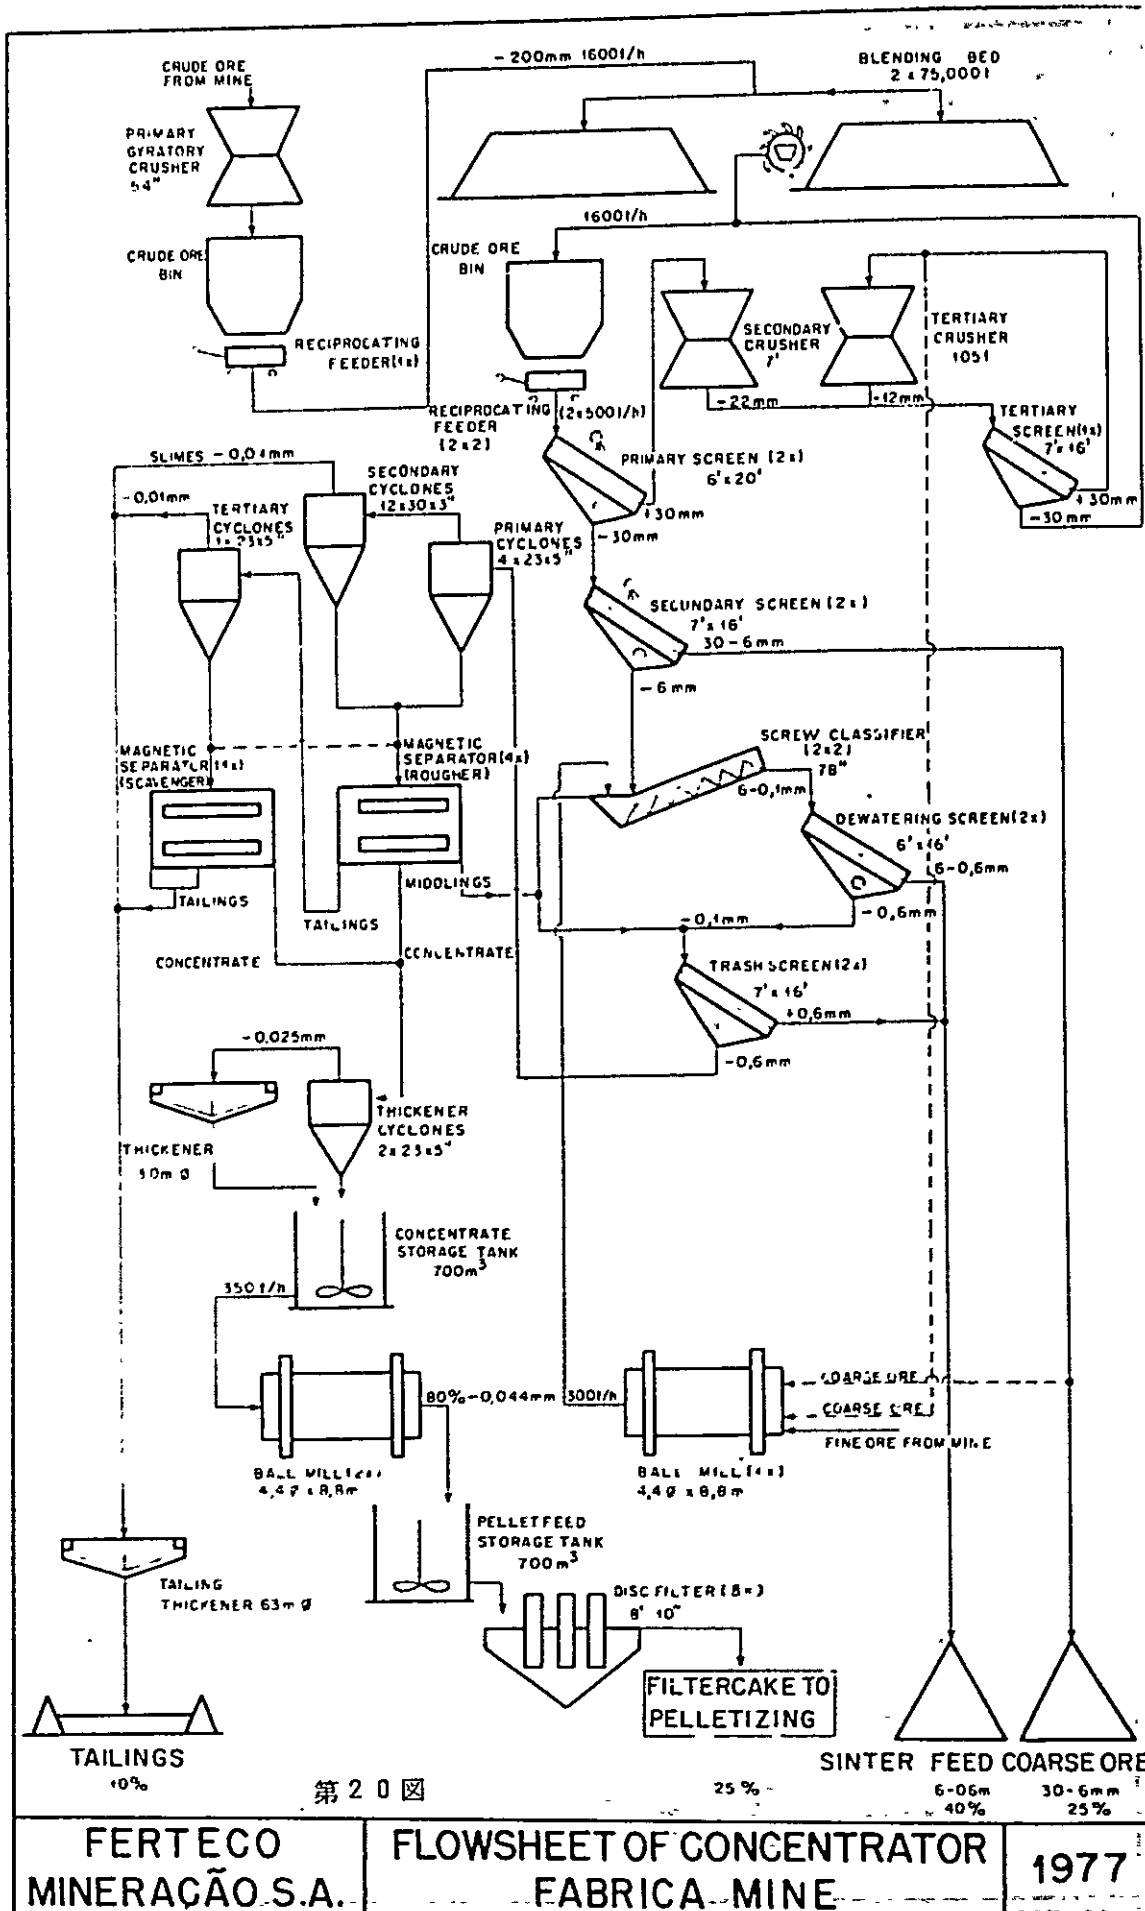 CRUDE ORE
FROM MINE
-200mm 1600t/h
BLENDING BED
2 x 75,000t
PRIMARY
GYRATORY
CRUSHER
54"
1600t/h
CRUDE ORE
BIN
CRUDE ORE
BIN
RECIPROCATING
FEEDER(1x)
SECONDARY
CRUSHER
7'
TERTIARY
CRUSHER
-22mm
-12mm
RECIPROCATING
FEEDER
(2x2)
(2x500t/h)
TERTIARY
SCREEN(1x)
7'x16'
+30mm
-30mm
PRIMARY SCREEN (2x)
6'x20'
+30mm
-30mm
SLIMES -0,01mm
-0,01mm
SECONDARY
CYCLONES
12x30x3"
TERTIARY
CYCLONES
1x23x5"
PRIMARY
CYCLONES
4x23x5"
SECUNDARY SCREEN (2x)
7'x16'
30-6mm
-6mm
MAGNETIC
SEPARATOR(4x)
(SCAVENGER)
MAGNETIC
SEPARATOR(4x)
(ROUGHER)
SCREW CLASSIFIER
(2x2)
78"
6-0,1mm
DEWATERING SCREEN(2x)
6'x16'
6-0,6mm
-0,6mm
MIDDLINGS
TAILINGS
TAILINGS
-0,1mm
CONCENTRATE
CONCENTRATE
TRASH SCREEN(2x)
7'x16'
+0,6mm
-0,6mm
-0,025mm
THICKENER
CYCLONES
2x23x5"
THICKENER
CONCENTRATE
STORAGE TANK
700m³
350t/h
80%-0,044mm
300t/h
COARSE ORE
COARSE ORE
FINE ORE FROM MINE
BALL MILL(2x)
4,4ø x 8,8m
BALL MILL(1x)
4,4ø x 8,8m
PELLETFEED
STORAGE TANK
700m³
TAILING
THICKENER 63mø
DISC FILTER(8x)
8' 10"
FILTERCAKE TO
PELLETIZING
TAILINGS
10%
第20図
25%
SINTER FEED
6-06m
40%
COARSE ORE
30-6mm
25%
FERTECO
MINERAÇÃO.S.A.
FLOWSHEET OF CONCENTRATOR
FABRICA MINE
1977